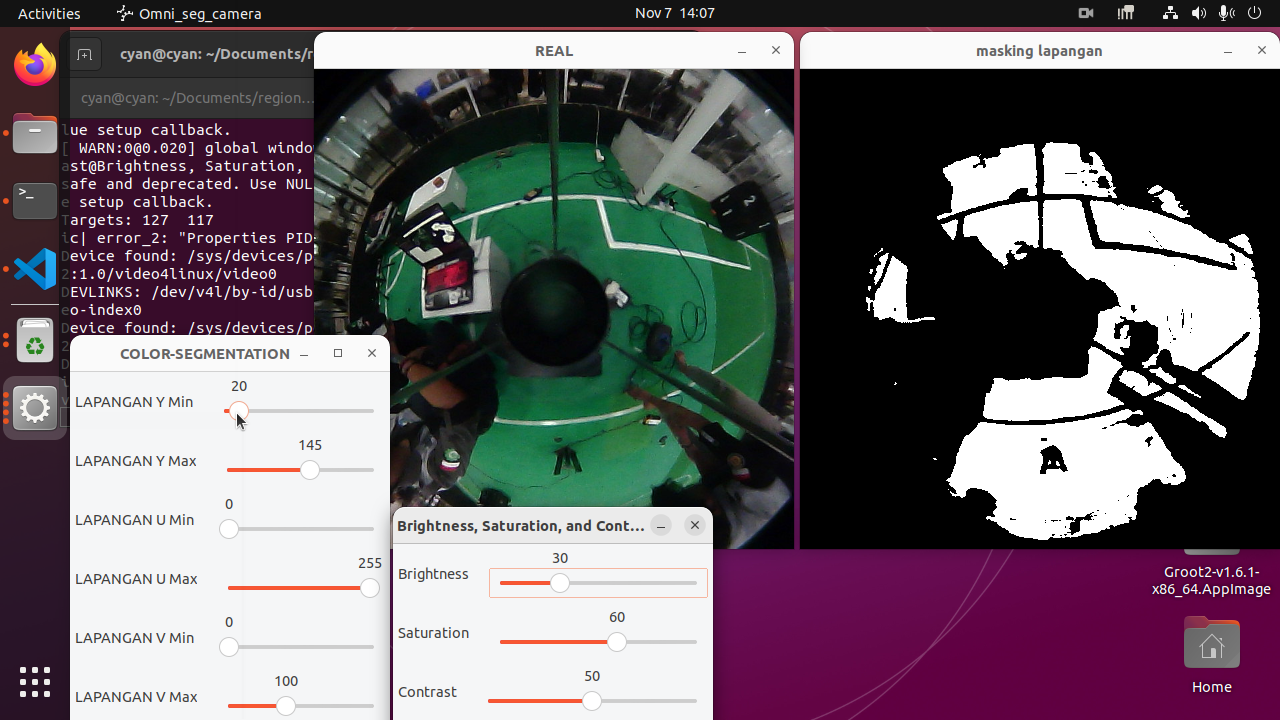 Activities
Omni_seg_camera
Nov 7 14:07
cyan@cyan: ~/Documents/r
cyan@cyan: ~/Documents/region...
lue setup callback.
[ WARN:0@0.020] global windo
ast@Brightness, Saturation,
safe and deprecated. Use NUL
e setup callback.
Targets: 127 117
ic| error_2: "Properties PID
Device found: /sys/devices/p
2:1.0/video4linux/video0
DEVLINKS: /dev/v4l/by-id/usb
eo-index0
Device found: /sys/devices/p
REAL
masking lapangan
COLOR-SEGMENTATION
20
LAPANGAN Y Min
145
LAPANGAN Y Max
0
LAPANGAN U Min
255
LAPANGAN U Max
0
LAPANGAN V Min
100
LAPANGAN V Max
Brightness, Saturation, and Cont...
30
Brightness
60
Saturation
50
Contrast
Groot2-v1.6.1-
x86_64.AppImage
Home